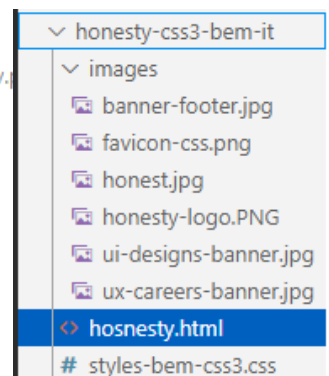 honesty-css3-bem-it
images
banner-footer.jpg
favicon-css.png
honest.jpg
honesty-logo.PNG
ui-designs-banner.jpg
ux-careers-banner.jpg
<> hosnesty.html
# styles-bem-css3.css